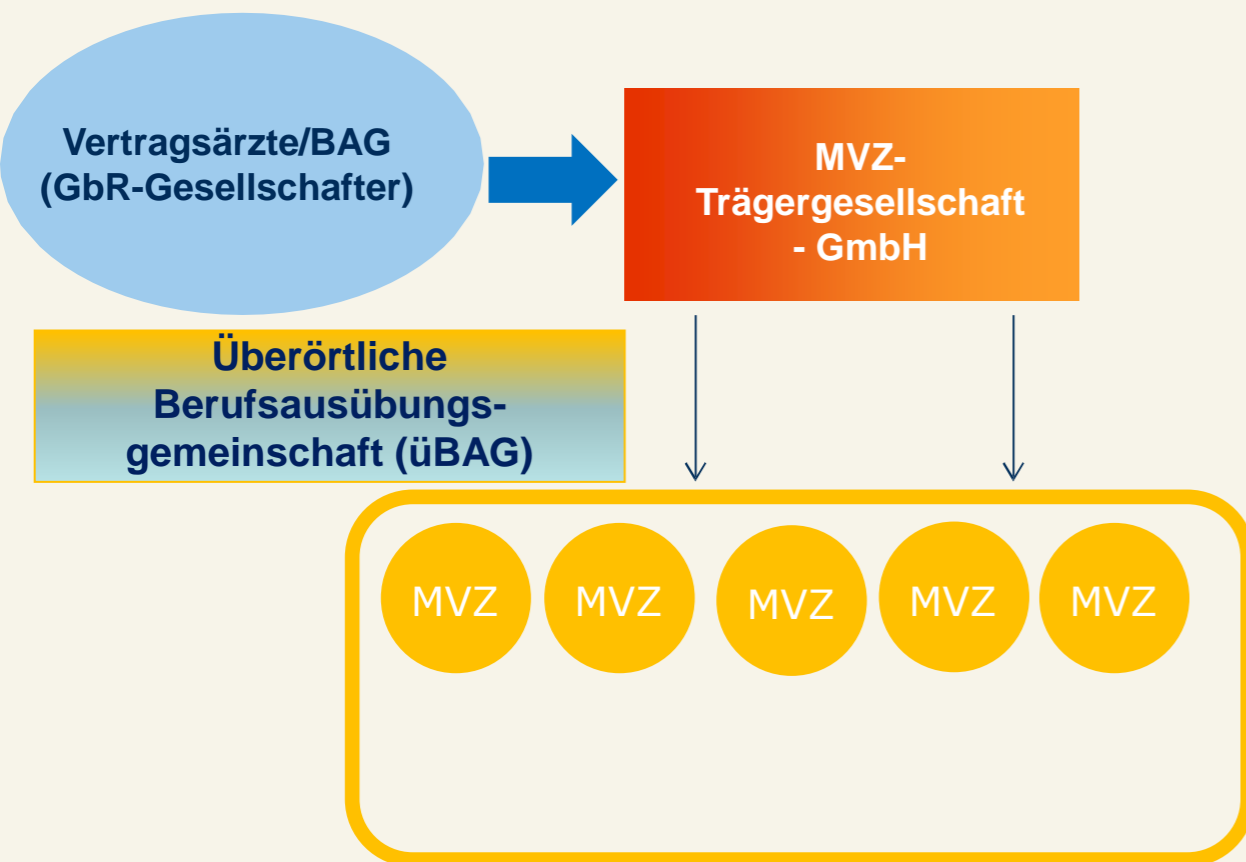 Vertragsärzte/BAG
(GbR-Gesellschafter)
MVZ-
Trägergesellschaft
- GmbH
Überörtliche
Berufsausübungs-
gemeinschaft (üBAG)
MVZ MVZ MVZ MVZ MVZ